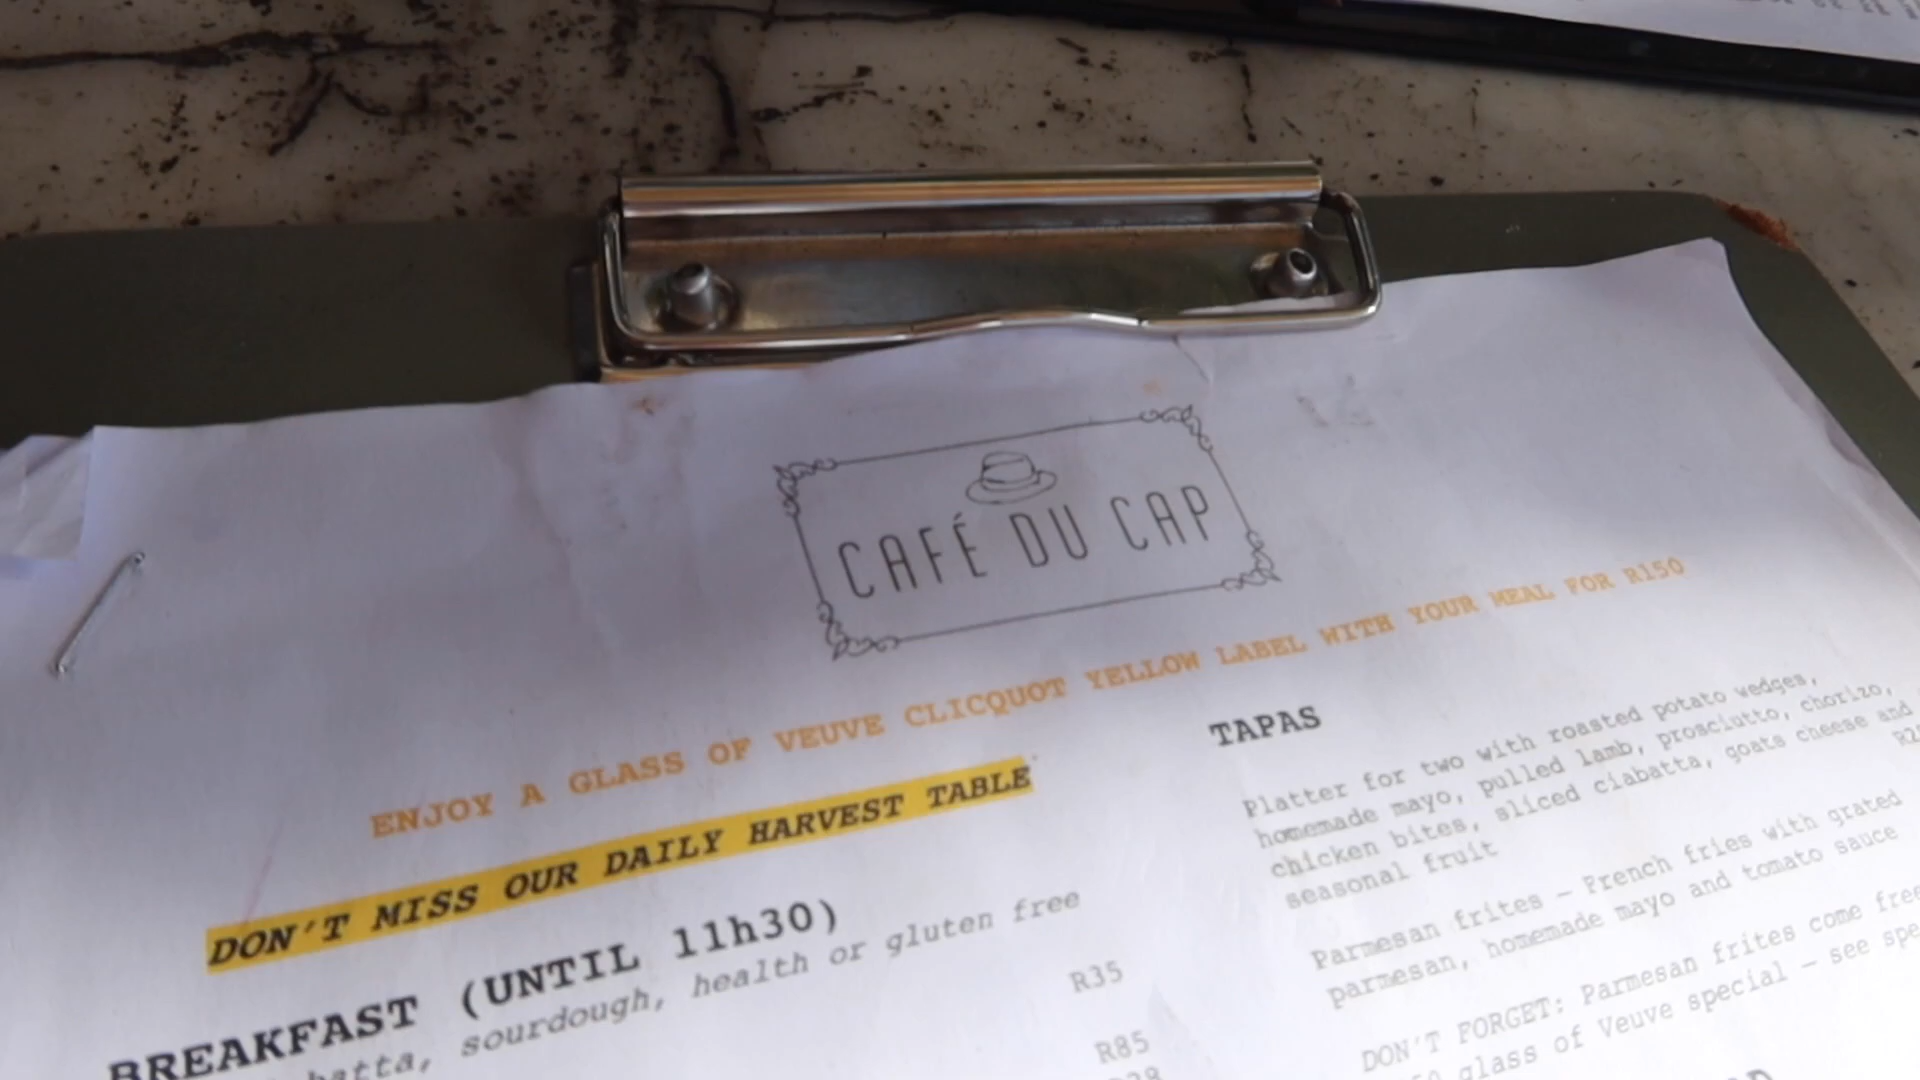 CAFÉ DU CAP
ENJOY A GLASS OF VEUVE CLICQUOT YELLOW LABEL WITH YOUR MEAL FOR R150
DON'T MISS OUR DAILY HARVEST TABLE
BREAKFAST (UNTIL 11h30)
sourdough, health or gluten free
R35
R85
TAPAS
Platter for two with roasted potato wedges,
homemade mayo, pulled lamb, prosciutto, chorizo,
chicken bites, sliced ciabatta, goats cheese and
seasonal fruit
Parmesan frites – French fries with grated
parmesan, homemade mayo and tomato sauce
DON'T FORGET: Parmesan frites come free
glass of Veuve special – see